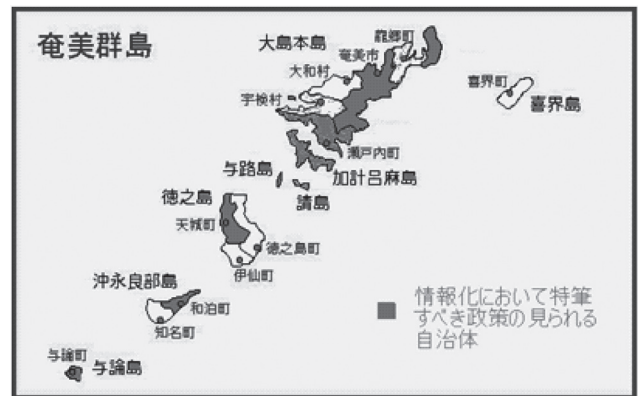 奄美群島
大島本島
龍郷町
奄美市
大和村
宇検村
喜界町
喜界島
瀬戸内町
与路島
加計呂麻島
請島
徳之島
天城町
徳之島町
伊仙町
沖永良部島
和泊町
知名町
与論町
与論島
情報化において特筆
すべき政策の見られる
自治体